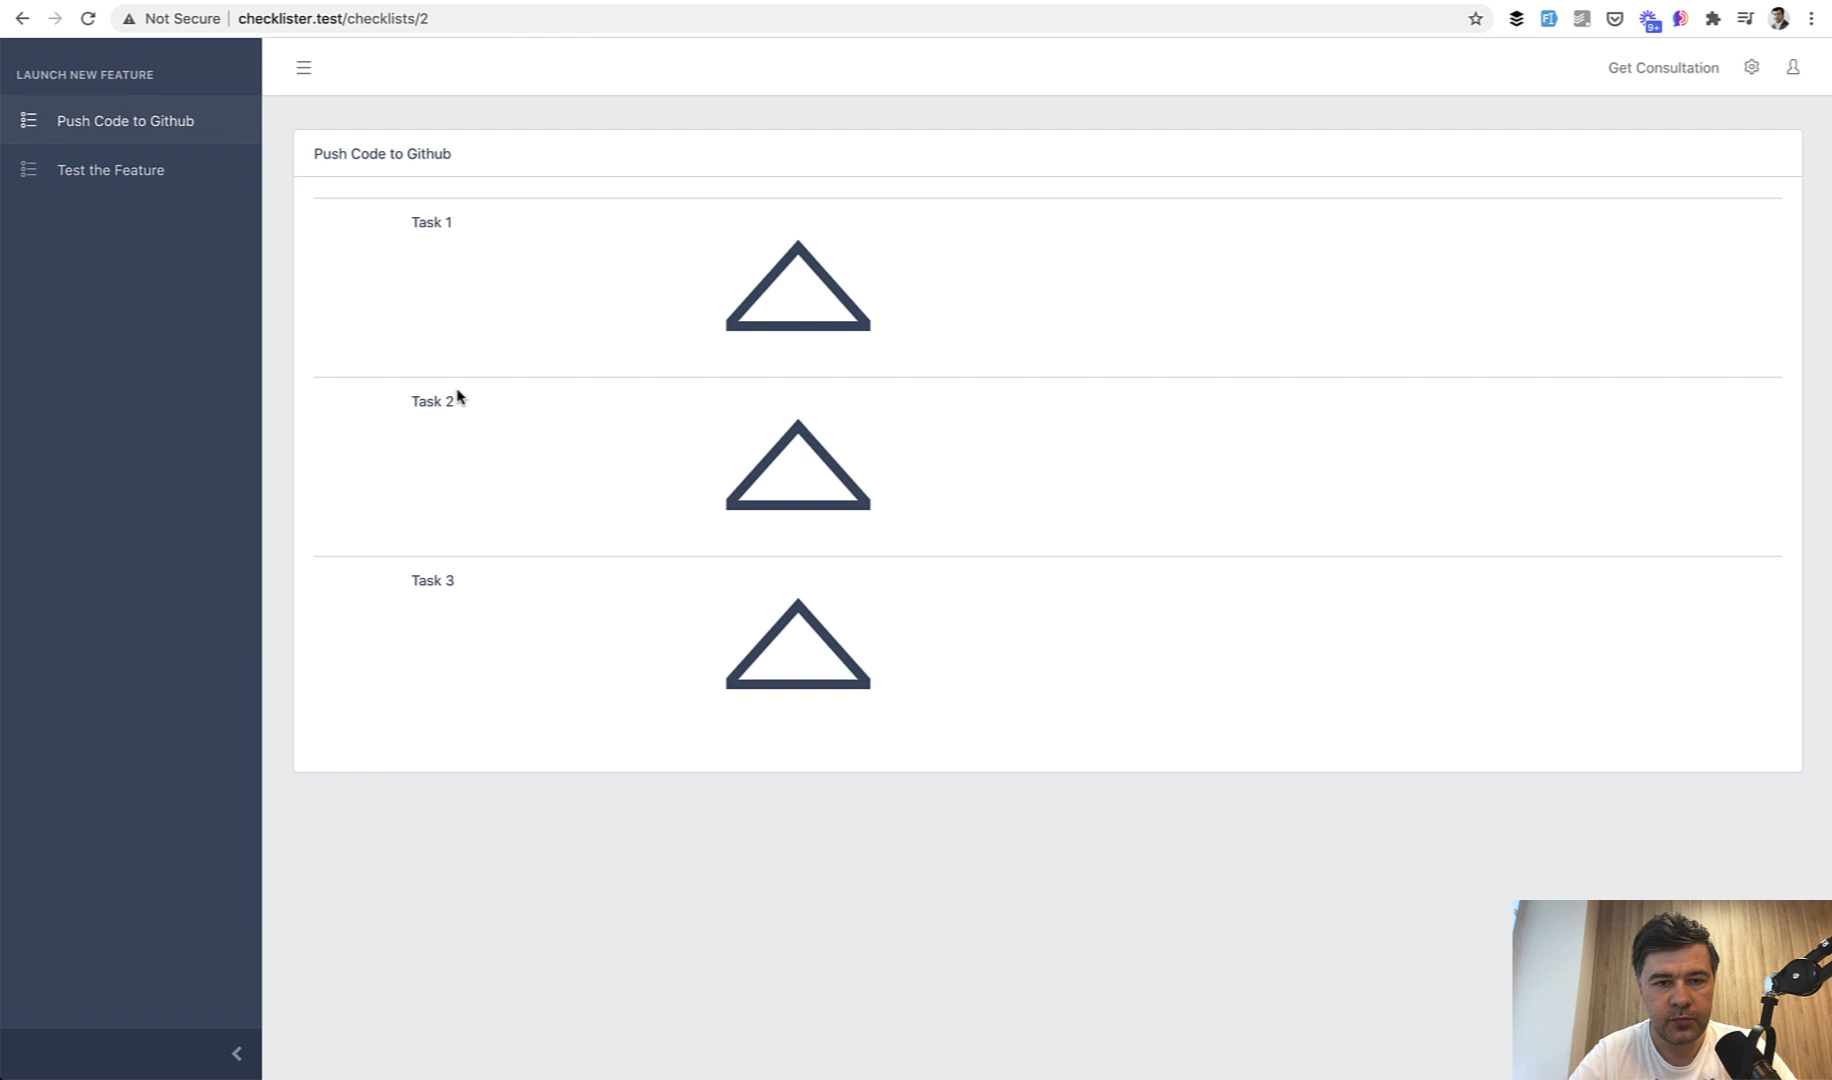 Not Secure checklister.test/checklists/2
9+
LAUNCH NEW FEATURE
Get Consultation
Push Code to Github
Test the Feature
Push Code to Github
Task 1
Task 2
Task 3